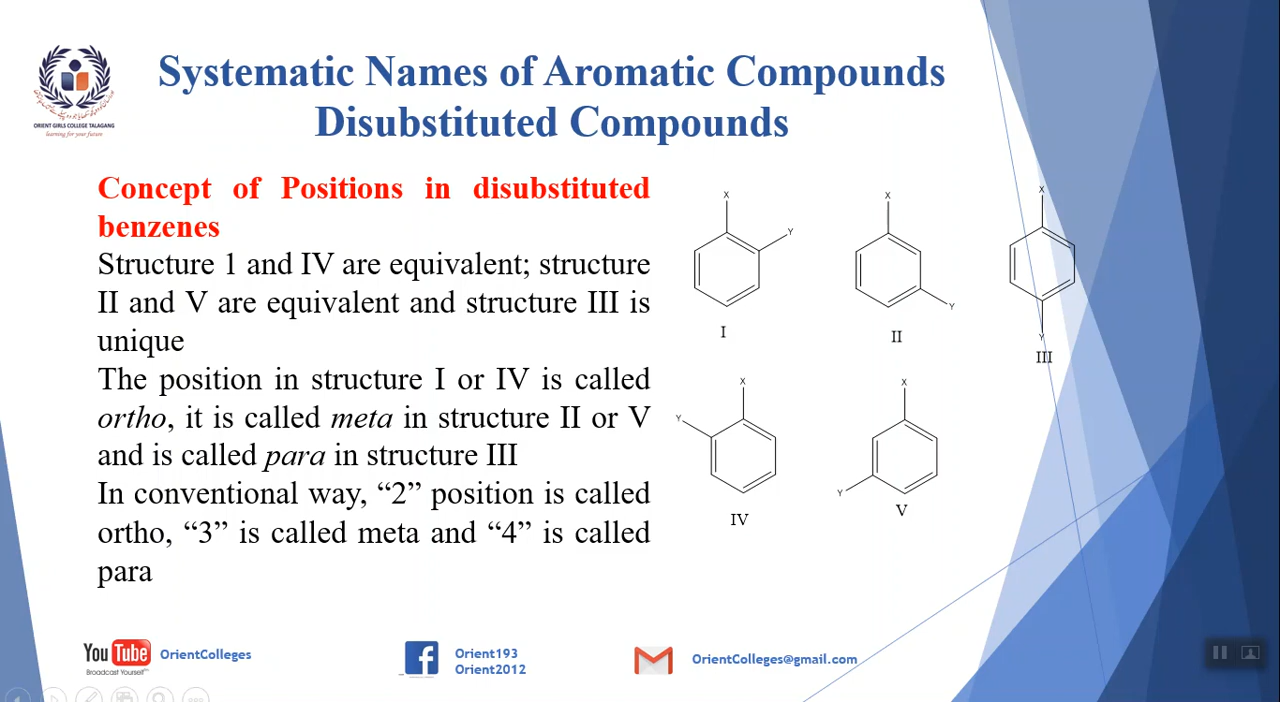 Systematic Names of Aromatic Compounds
Disubstituted Compounds
ORIENT GIRLS COLLEGE TALAGANG
learning for your future
Concept of Positions in disubstituted
benzenes
Structure 1 and IV are equivalent; structure
II and V are equivalent and structure III is
unique
The position in structure I or IV is called
ortho, it is called meta in structure II or V
and is called para in structure III
In conventional way, “2” position is called
ortho, “3” is called meta and “4” is called
para
X
Y
I
X
Y
II
X
Y
III
X
Y
IV
X
Y
V
YouTube
Broadcast Yourself
OrientColleges
Orient193
Orient2012
OrientColleges@gmail.com